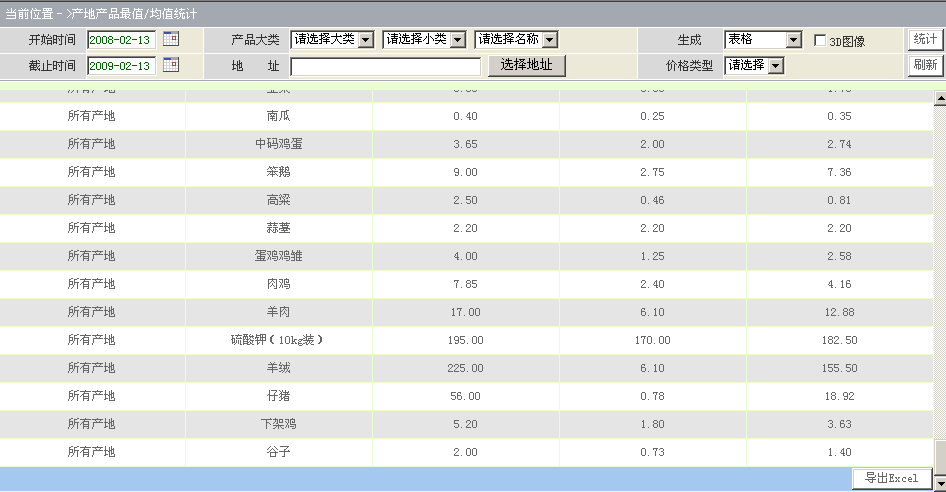 当前位置－>产地产品最值/均值统计
开始时间 2008-02-13 产品大类 请选择大类 请选择小类 请选择名称 生成 表格 3D图像 统计
截止时间 2009-02-13 地 址 选择地址 价格类型 请选择 刷新
所有产地 南瓜 0.40 0.25 0.35
所有产地 中码鸡蛋 3.65 2.00 2.74
所有产地 笨鹅 9.00 2.75 7.36
所有产地 高粱 2.50 0.46 0.81
所有产地 蒜薹 2.20 2.20 2.20
所有产地 蛋鸡鸡雏 4.00 1.25 2.58
所有产地 肉鸡 7.85 2.40 4.16
所有产地 羊肉 17.00 6.10 12.88
所有产地 硫酸钾(10kg装) 195.00 170.00 182.50
所有产地 羊绒 225.00 6.10 155.50
所有产地 仔猪 56.00 0.78 18.92
所有产地 下架鸡 5.20 1.80 3.63
所有产地 谷子 2.00 0.73 1.40
导出Excel